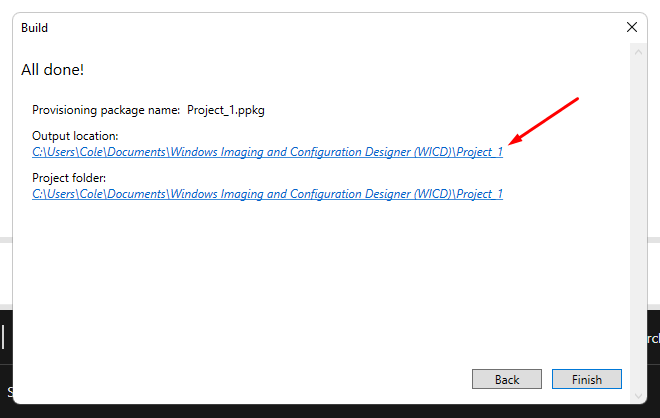 Build
All done!
Provisioning package name: Project_1.ppkg
Output location:
C:\Users\Cole\Documents\Windows Imaging and Configuration Designer (WICD)\Project_1
Project folder:
C:\Users\Cole\Documents\Windows Imaging and Configuration Designer (WICD)\Project_1
Back Finish